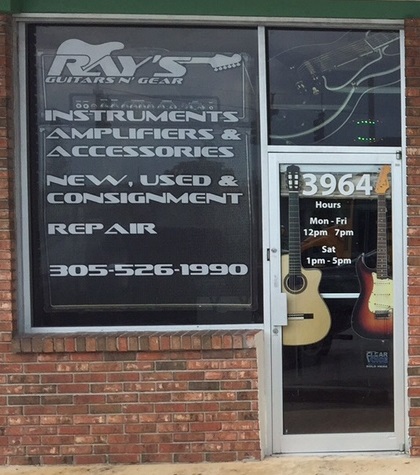 RAY'S
GUITARS N' GEAR
INSTRUMENTS
AMPLIFIERS &
ACCESSORIES
NEW, USED &
CONSIGNMENT
REPAIR
305-526-1990
3964
Hours
Mon - Fri
12pm 7pm
Sat
1pm - 5pm